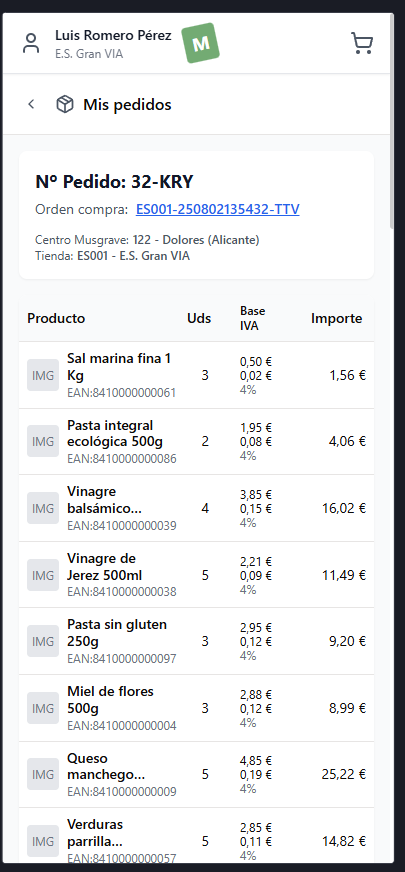 Luis Romero Pérez
E.S. Gran VIA
M
Mis pedidos
Nº Pedido: 32-KRY
Orden compra: ES001-250802135432-TTV
Centro Musgrave: 122 - Dolores (Alicante)
Tienda: ES001 - E.S. Gran VIA
Producto Uds Base IVA Importe
IMG Sal marina fina 1 Kg 3 0,50 € 1,56 €
EAN:8410000000061 0,02 €
4%
IMG Pasta integral ecológica 500g 2 1,95 € 4,06 €
EAN:8410000000086 0,08 €
4%
IMG Vinagre balsámico... 4 3,85 € 16,02 €
EAN:8410000000039 0,15 €
4%
IMG Vinagre de Jerez 500ml 5 2,21 € 11,49 €
EAN:8410000000038 0,09 €
4%
IMG Pasta sin gluten 250g 3 2,95 € 9,20 €
EAN:8410000000097 0,12 €
4%
IMG Miel de flores 500g 3 2,88 € 8,99 €
EAN:8410000000004 0,12 €
4%
IMG Queso manchego... 5 4,85 € 25,22 €
EAN:8410000000009 0,19 €
4%
IMG Verduras parrilla... 5 2,85 € 14,82 €
EAN:8410000000057 0,11 €
4%